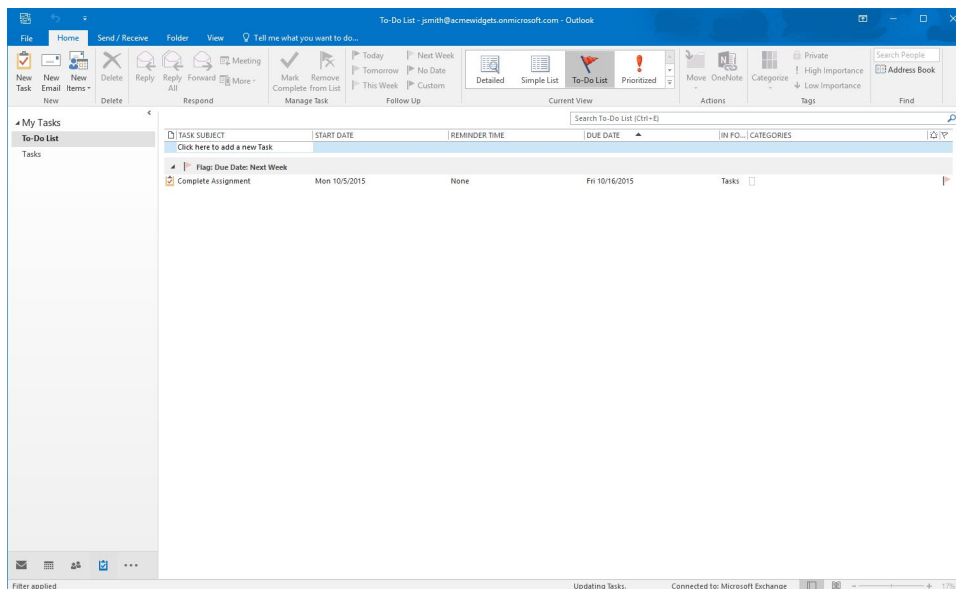 To-Do List - jsmith@acmewidgets.onmicrosoft.com - Outlook
File Home Send / Receive Folder View Tell me what you want to do...
New Task
New Email
New Items
Delete
Reply
Reply All
Forward
Meeting
More
Mark Complete
Remove from List
Today
Tomorrow
This Week
Next Week
No Date
Custom
Detailed
Simple List
To-Do List
Prioritized
Move
OneNote
Categorize
Private
High Importance
Low Importance
Search People
Address Book
New Delete Respond Manage Task Follow Up Current View Actions Tags Find
My Tasks
To-Do List
Tasks
Search To-Do List (Ctrl+E)
TASK SUBJECT START DATE REMINDER TIME DUE DATE IN FO... CATEGORIES
Click here to add a new Task
Flag: Due Date: Next Week
Complete Assignment Mon 10/5/2015 None Fri 10/16/2015 Tasks
Filter applied Updating Tasks. Connected to: Microsoft Exchange 17%